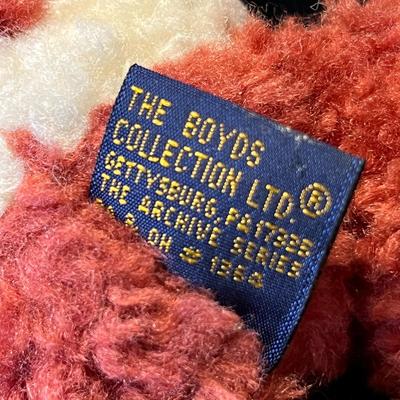 THE BOYDS
COLLECTION LTD.®
GETTYSBURG, PA 17325
THE ARCHIVE SERIES
OH # 1364